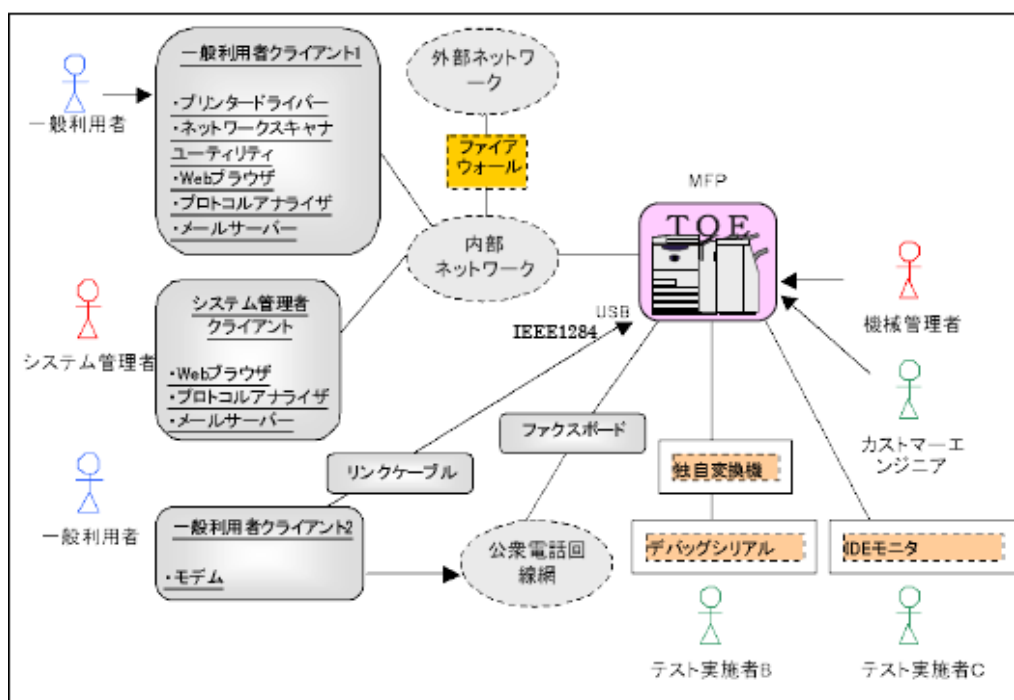 一般利用者
一般利用者クライアント1
・プリンタードライバー
・ネットワークスキャナ
ユーティリティ
・Webブラウザ
・プロトコルアナライザ
・メールサーバー
外部ネットワ
ーク
ファイア
ウォール
内部
ネットワーク
MFP
TOE
機械管理者
カストマーエ
ンジニア
システム管理者
システム管理者
クライアント
・Webブラウザ
・プロトコルアナライザ
・メールサーバー
USB
IEEE1284
リンクケーブル
ファクスボード
独自変換機
デバッグシリアル
IDEモニタ
一般利用者
一般利用者クライアント2
・モデム
公衆電話回
線網
テスト実施者B
テスト実施者C